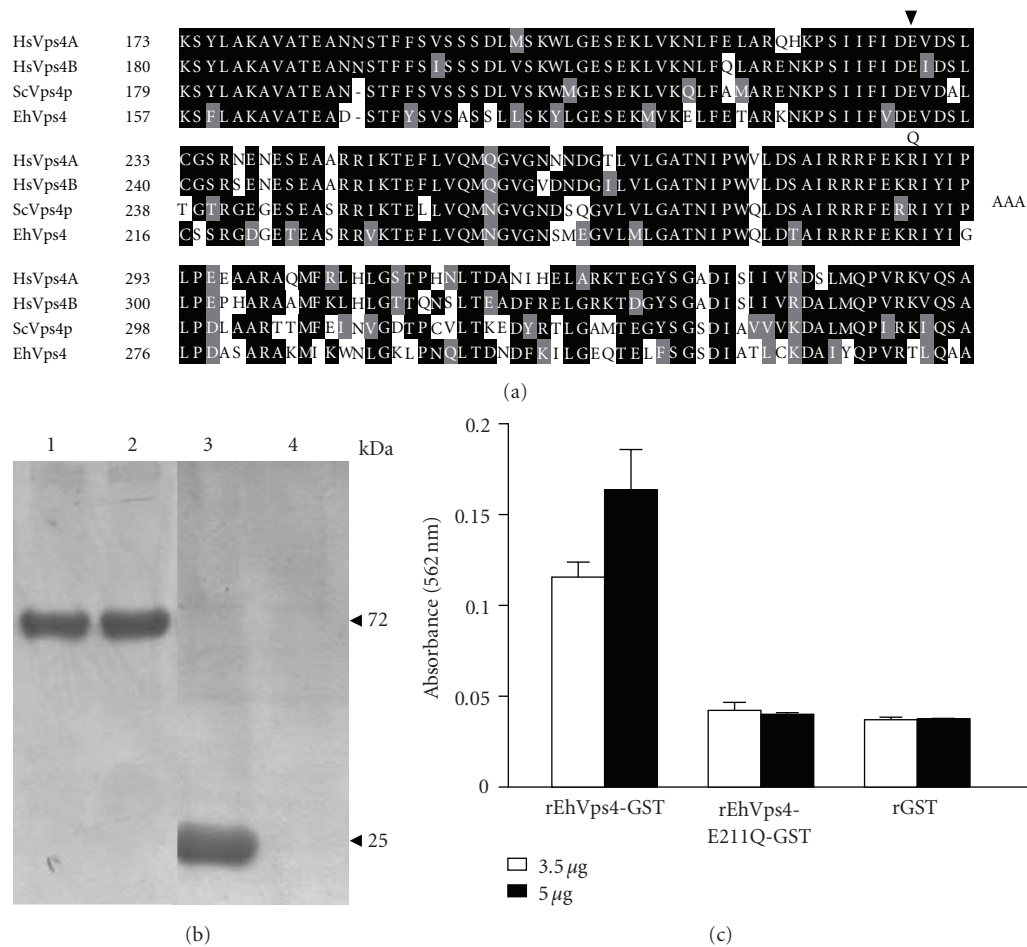 HsVps4A 173 KSYLAKAVATEANNSTFFSVSSSDLMSKWLGESEKLVKNLFELARQHKPSIIFIDEVDSL
HsVps4B 180 KSYLAKAVATEANNSTFFSISSSDLVSKWLGESEKLVKNLFQLARENKPSIIFIDEIDSL
ScVps4p 179 KSYLAKAVATEAN-STFFSVSSSDLVSKWMGESEKLVKQLFAMARENKPSIIFIDEVDAL
EhVps4 157 KSFLAKAVATEAD-STFYSVSASSLLSKYLGESEKMVKELFETARKNKPSIIFVDEVDSL
Q
HsVps4A 233 CGSRNENESEAARRIKTEFLVQMQGVGNNNDGTLVLGATNIPWVLDSAIRRRFEKRIYIP
HsVps4B 240 CGSRSENESEAARRIKTEFLVQMQGVGVDNDGILVLGATNIPWVLDSAIRRRFEKRIYIP
ScVps4p 238 TGTRGEGESEASRRIKTELLVQMNGVGNDSQGVLVLGATNIPWQLDSAIRRRFERRIYIP
AAA
EhVps4 216 CSSRGDGETEASRRVKTEFLVQMNGVGNSMEGVLMLGATNIPWQLDTAIRRRFEKRIYIG
HsVps4A 293 LPEEAARAQMFRLHLGSTPHNLTDANIHELARKTEGYSGADISIIVRDSLMQPVRKVQSA
HsVps4B 300 LPEPHARAAMFKLHLGTTQNSLTEADFRELGRKTDGYSGADISIIVRDALMQPVRKVQSA
ScVps4p 298 LPDLAARTTMFEINVGDTPCVLTKEDYRTLGAMTEGYSGSDIAVVVKDALMQPIRKIQSA
EhVps4 276 LPDASARAKMIKWNLGKLPNQLTDNDFKILGEQTELFSGSDIATLCKDAIYQPVRTLQAA
(a)
1 2 3 4 kDa
72
25
(b)
0.2
0.15
0.1
0.05
0
Absorbance (562 nm)
rEhVps4-GST
rEhVps4-
E211Q-GST
rGST
3.5 µg
5 µg
(c)